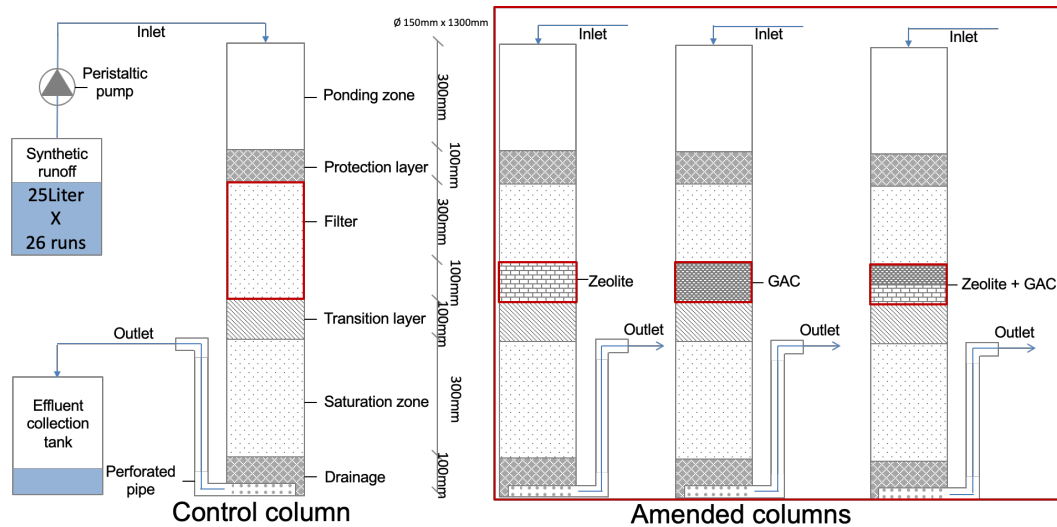 Inlet
Peristaltic
pump
Synthetic
runoff
25Liter
X
26 runs
Outlet
Effluent
collection
tank
Perforated
pipe
Control column
Ø 150mm x 1300mm
Ponding zone
Protection layer
Filter
Transition layer
Saturation zone
Drainage
300mm
100mm
300mm
100mm
100mm
300mm
100mm
Inlet
Zeolite
Outlet
Inlet
GAC
Outlet
Inlet
Zeolite + GAC
Outlet
Amended columns